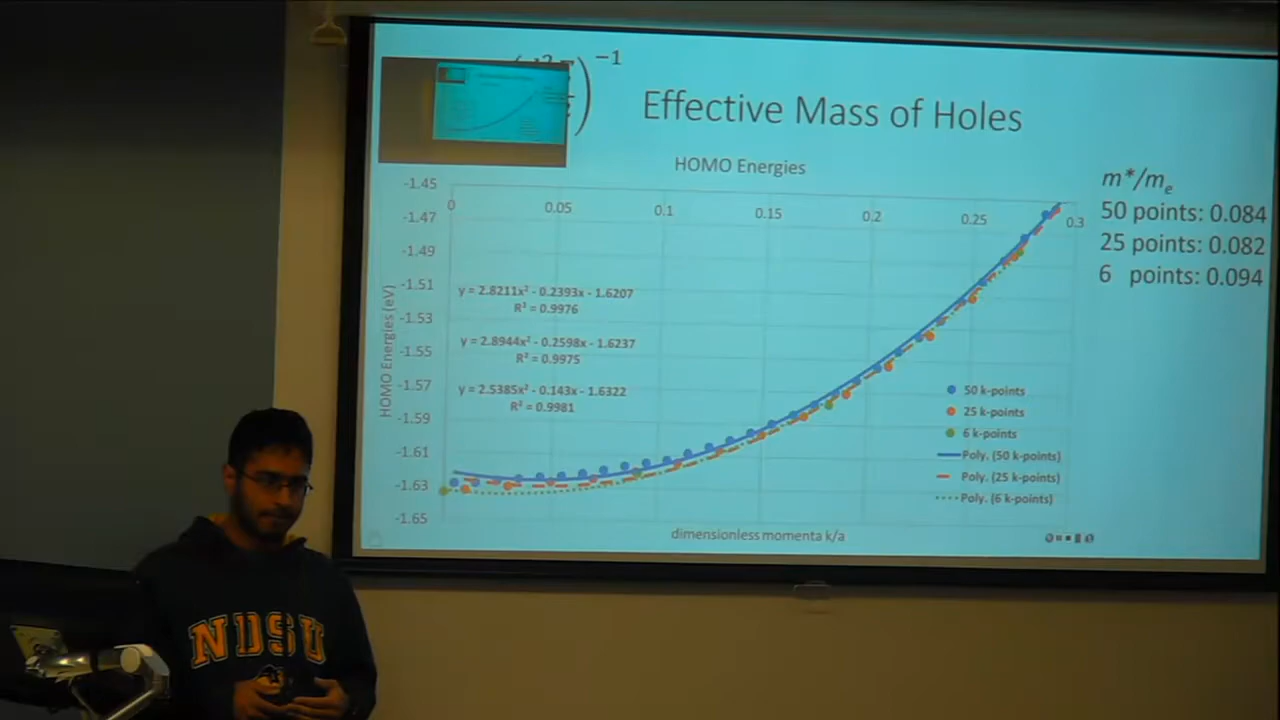 −1
Effective Mass of Holes
HOMO Energies
m*/me
50 points: 0.084
25 points: 0.082
6 points: 0.094
-1.45
-1.47
-1.49
-1.51
-1.53
-1.55
-1.57
-1.59
-1.61
-1.63
-1.65
0 0.05 0.1 0.15 0.2 0.25 0.3
HOMO Energies (eV)
y = 2.8211x² - 0.2393x - 1.6207
R² = 0.9976
y = 2.8944x² - 0.2598x - 1.6237
R² = 0.9975
y = 2.5385x² - 0.143x - 1.6322
R² = 0.9981
50 k-points
25 k-points
6 k-points
Poly. (50 k-points)
Poly. (25 k-points)
Poly. (6 k-points)
dimensionless momenta k/a
NDSU